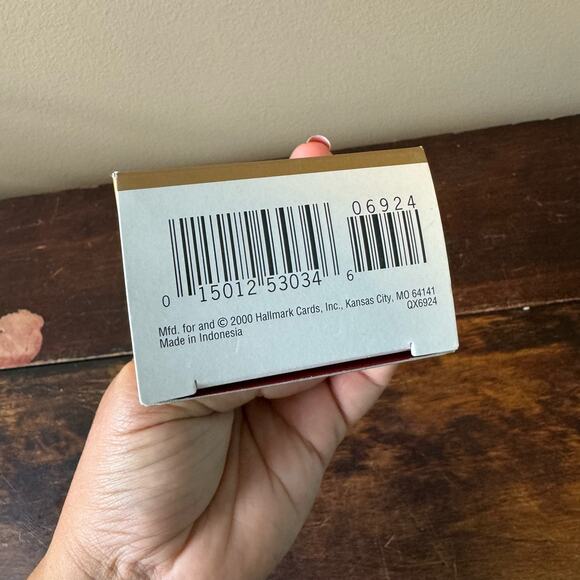 06924
0 15012 53034 6
Mfd. for and © 2000 Hallmark Cards, Inc., Kansas City, MO 64141
QX6924
Made in Indonesia